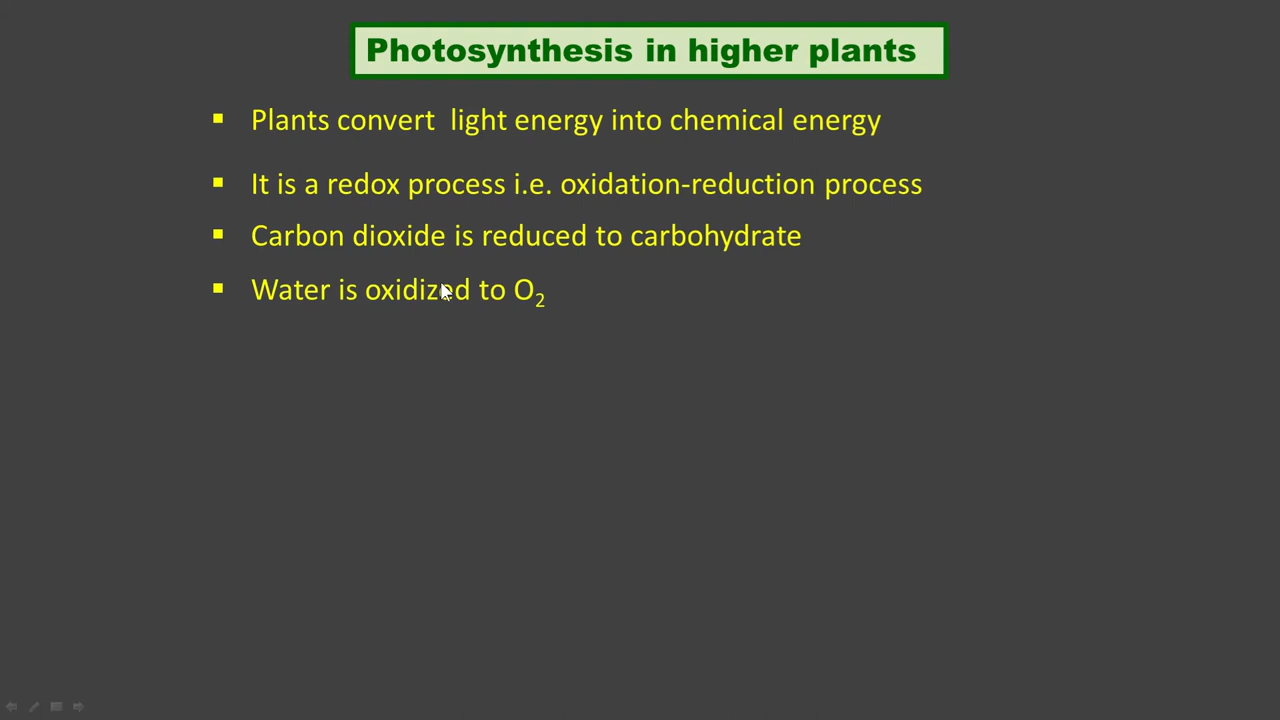 Photosynthesis in higher plants
▪ Plants convert  light energy into chemical energy
▪ It is a redox process i.e. oxidation-reduction process
▪ Carbon dioxide is reduced to carbohydrate
▪ Water is oxidized to O₂